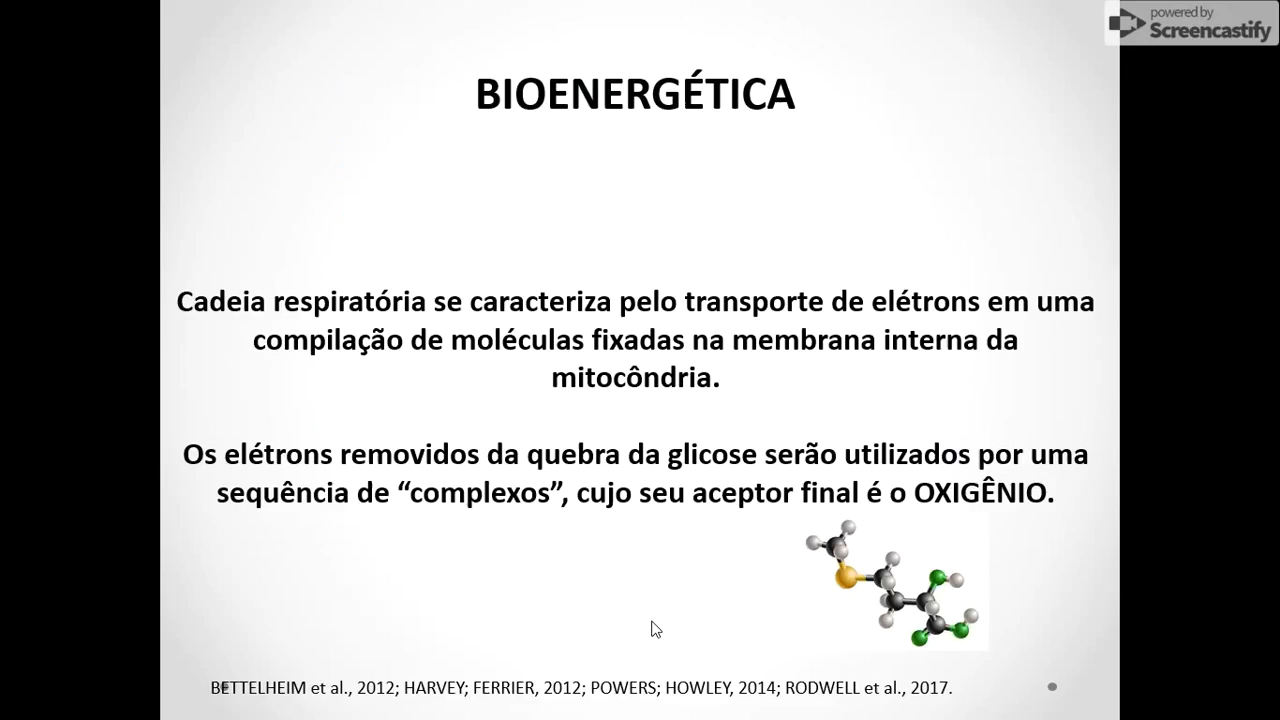 powered by
Screencastify
BIOENERGÉTICA
Cadeia respiratória se caracteriza pelo transporte de elétrons em uma
compilação de moléculas fixadas na membrana interna da
mitocôndria.
Os elétrons removidos da quebra da glicose serão utilizados por uma
sequência de “complexos”, cujo seu aceptor final é o OXIGÊNIO.
BETTELHEIM et al., 2012; HARVEY; FERRIER, 2012; POWERS; HOWLEY, 2014; RODWELL et al., 2017.